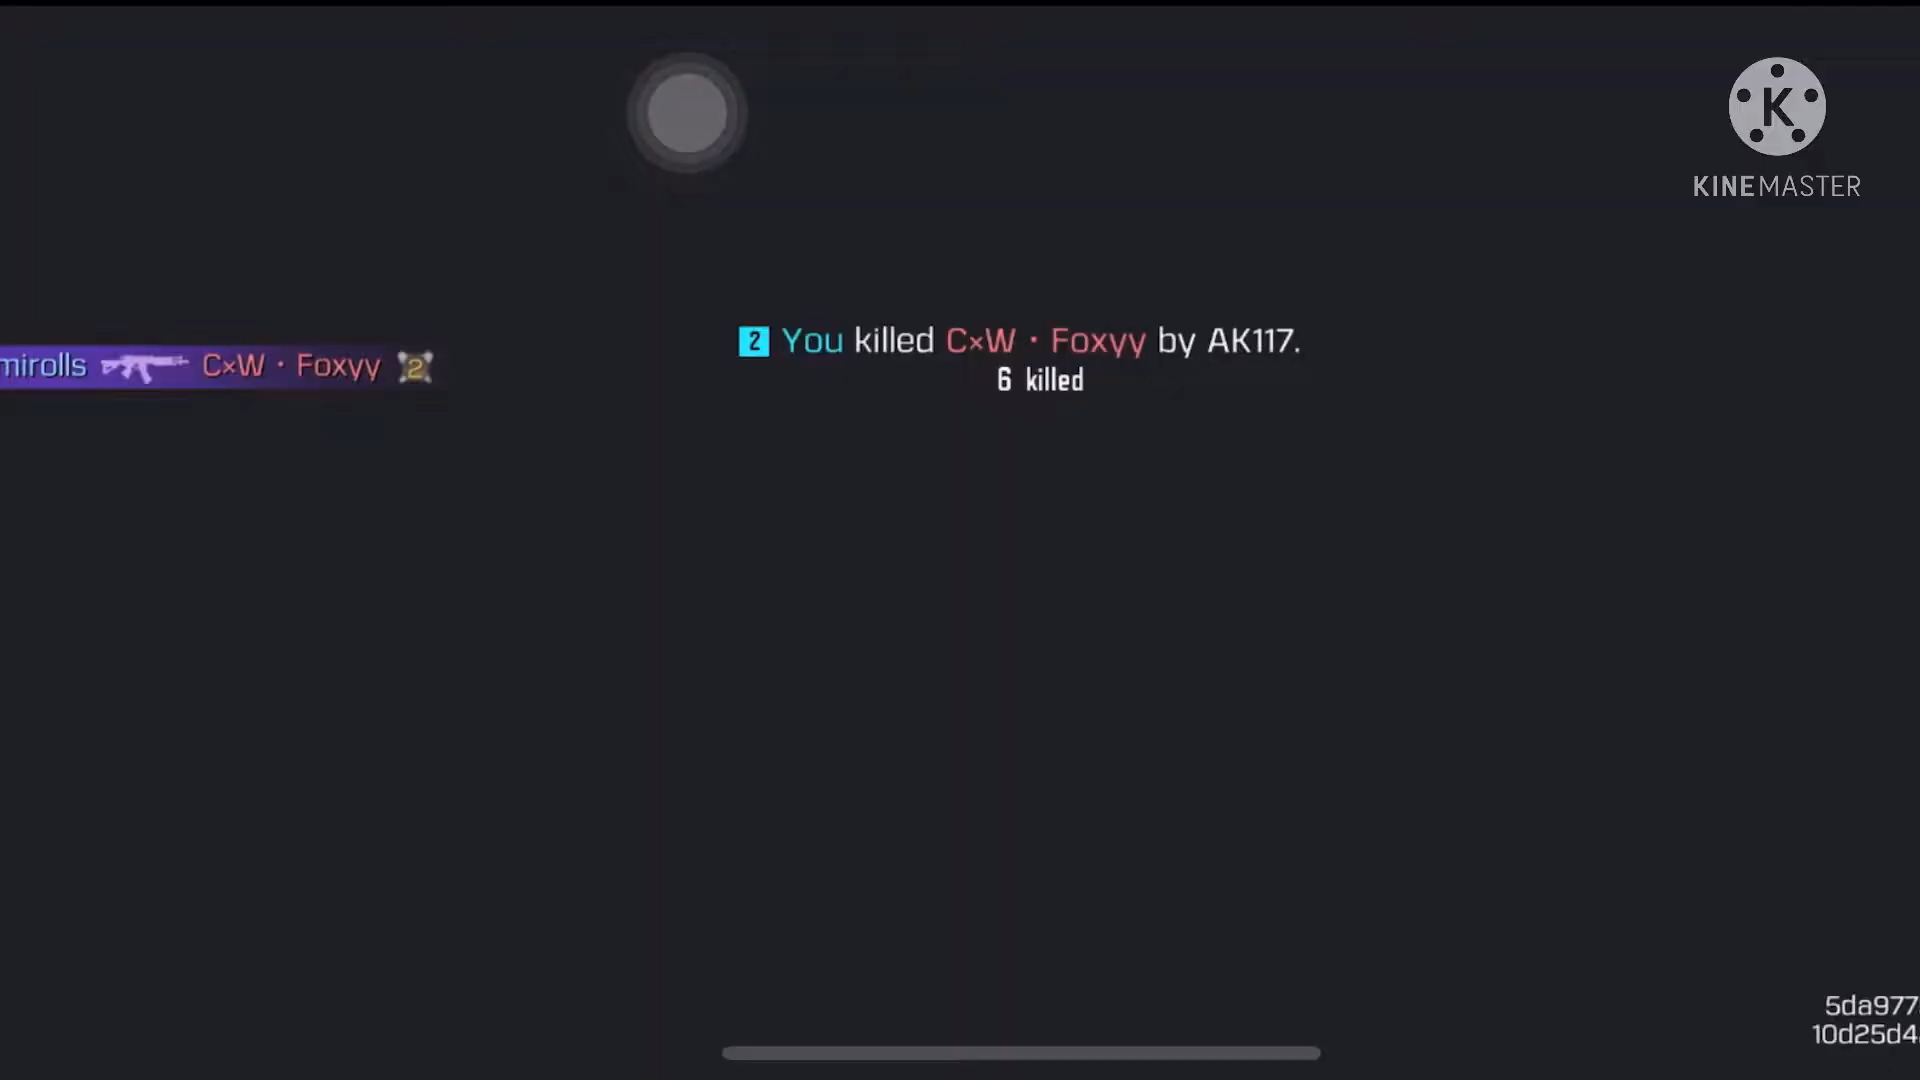 K
KINEMASTER
2 You killed C×W · Foxyy by AK117.
6 killed
mirolls C×W · Foxyy 2
5da977
10d25d4